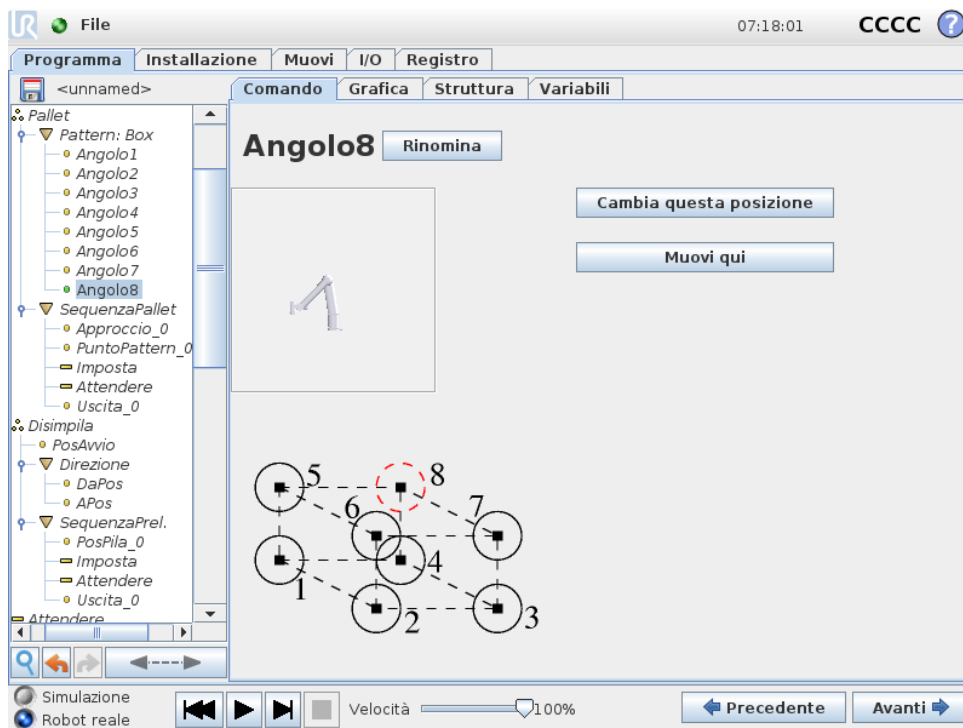 UR File 07:18:01 CCCC ?
Programma Installazione Muovi I/O Registro
<unnamed> Comando Grafica Struttura Variabili
Pallet
Pattern: Box
Angolo1
Angolo2
Angolo3
Angolo4
Angolo5
Angolo6
Angolo7
Angolo8
SequenzaPallet
Approccio_0
PuntoPattern_0
Imposta
Attendere
Uscita_0
Disimpila
PosAvvio
Direzione
DaPos
APos
SequenzaPrel.
PosPila_0
Imposta
Attendere
Uscita_0
Attendere
Angolo8 Rinomina
Cambia questa posizione
Muovi qui
5 8
6 7
1 4
2 3
Simulazione
Robot reale
Velocità 100%
Precedente Avanti